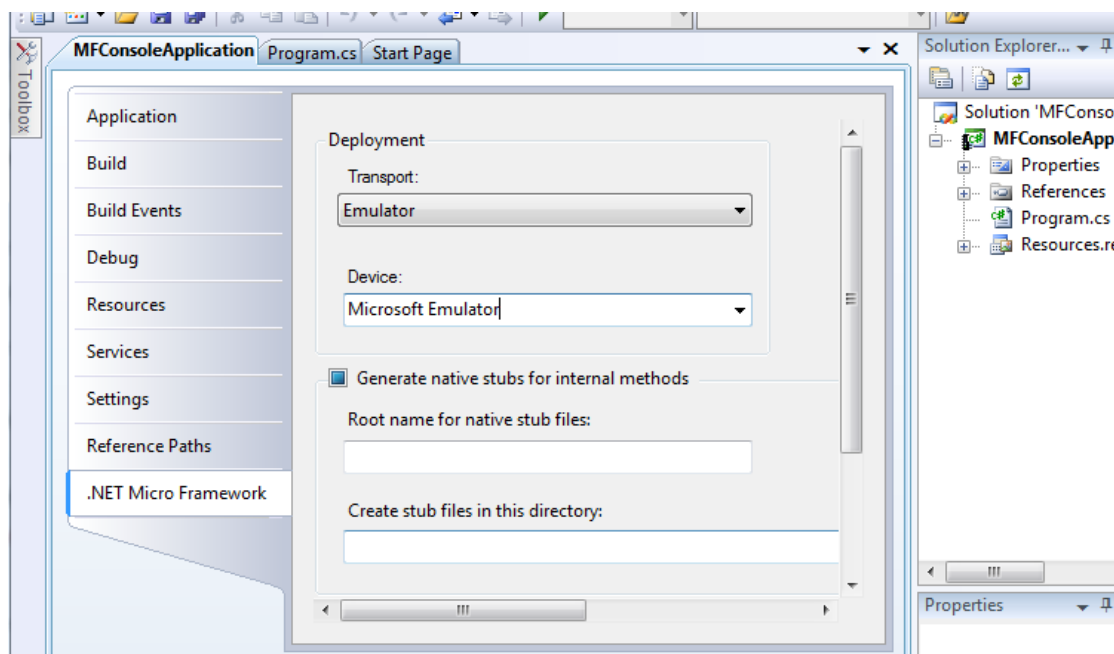 MFConsoleApplication Program.cs Start Page
Toolbox
Application
Build
Build Events
Debug
Resources
Services
Settings
Reference Paths
.NET Micro Framework
Deployment
Transport:
Emulator
Device:
Microsoft Emulator
Generate native stubs for internal methods
Root name for native stub files:
Create stub files in this directory:
Solution Explorer...
Solution 'MFConso
MFConsoleApp
Properties
References
Program.cs
Resources.re
Properties